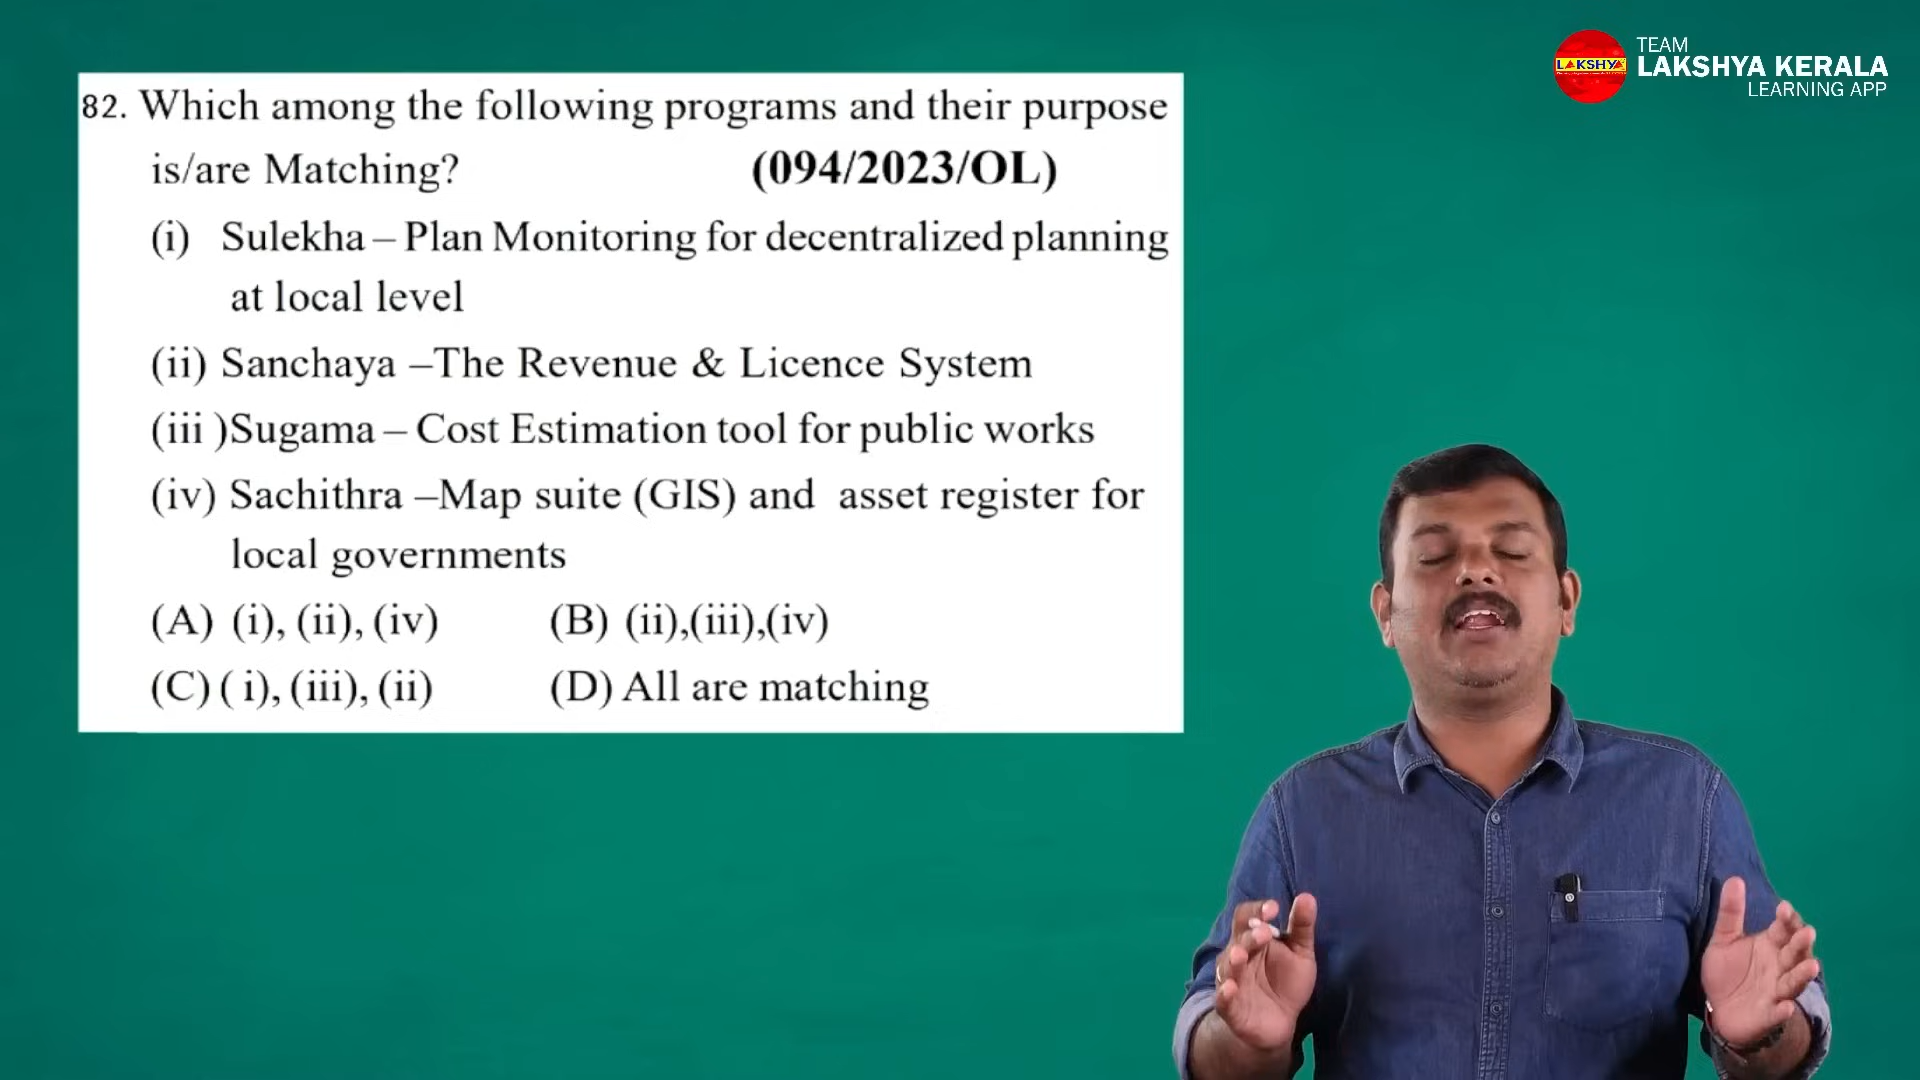 TEAM
LAKSHYA
LAKSHYA KERALA
LEARNING APP
82. Which among the following programs and their purpose
is/are Matching? (094/2023/OL)
(i) Sulekha – Plan Monitoring for decentralized planning
at local level
(ii) Sanchaya –The Revenue & Licence System
(iii )Sugama – Cost Estimation tool for public works
(iv) Sachithra –Map suite (GIS) and asset register for
local governments
(A) (i), (ii), (iv) (B) (ii),(iii),(iv)
(C) ( i), (iii), (ii) (D) All are matching